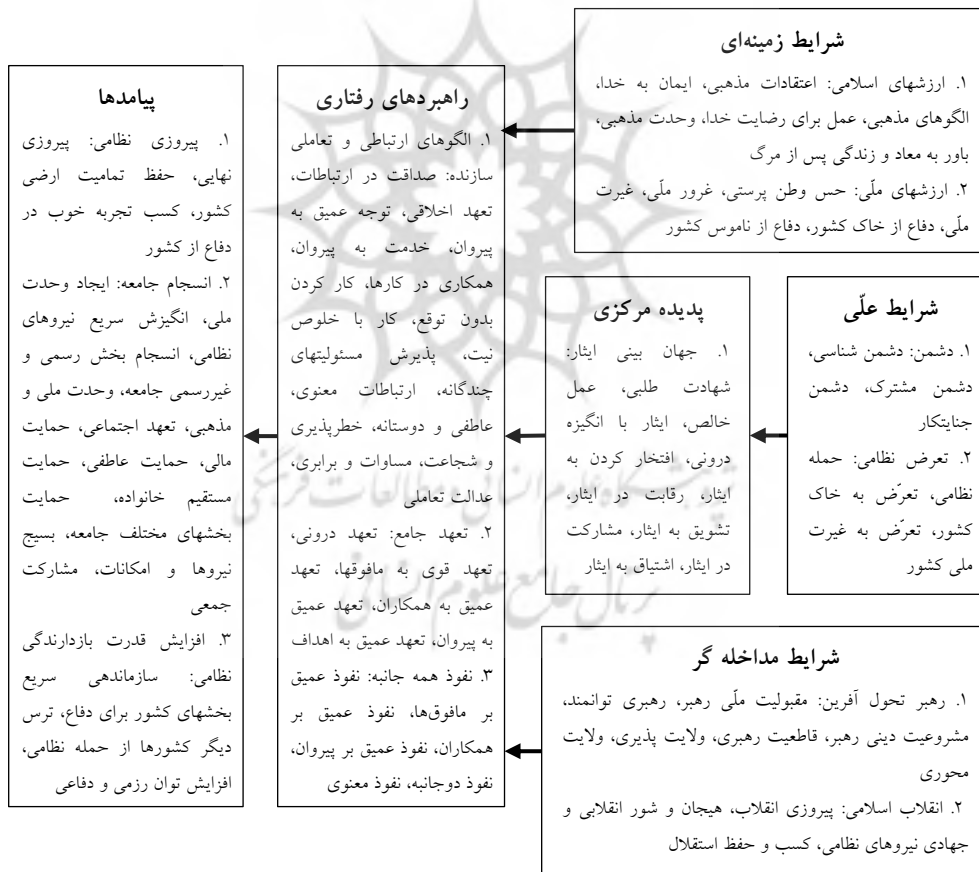 شرایط زمینه‌ای
۱. ارزشهای اسلامی: اعتقادات مذهبی، ایمان به خدا،
الگوهای مذهبی، عمل برای رضایت خدا، وحدت مذهبی،
باور به معاد و زندگی پس از مرگ
۲. ارزشهای ملّی: حس وطن پرستی، غرور ملّی، غیرت
ملّی، دفاع از خاک کشور، دفاع از ناموس کشور
شرایط علّی
۱. دشمن: دشمن شناسی،
دشمن مشترک، دشمن
جنایتکار
۲. تعرض نظامی: حمله
نظامی، تعرّض به خاک
کشور، تعرّض به غیرت
ملی کشور
پدیده مرکزی
۱. جهان بینی ایثار:
شهادت طلبی، عمل
خالص، ایثار با انگیزه
درونی، افتخار کردن به
ایثار، رقابت در ایثار،
تشویق به ایثار، مشارکت
در ایثار، اشتیاق به ایثار
شرایط مداخله گر
۱. رهبر تحول آفرین: مقبولیت ملّی رهبر، رهبری توانمند،
مشروعیت دینی رهبر، قاطعیت رهبری، ولایت پذیری، ولایت
محوری
۲. انقلاب اسلامی: پیروزی انقلاب، هیجان و شور انقلابی و
جهادی نیروهای نظامی، کسب و حفظ استقلال
راهبردهای رفتاری
۱. الگوهای ارتباطی و تعاملی
سازنده: صداقت در ارتباطات،
تعهد اخلاقی، توجه عمیق به
پیروان، خدمت به پیروان،
همکاری در کارها، کار کردن
بدون توقع، کار با خلوص
نیت، پذیرش مسئولیتهای
چندگانه، ارتباطات معنوی،
عاطفی و دوستانه، خطرپذیری
و شجاعت، مساوات و برابری،
عدالت تعاملی
۲. تعهد جامع: تعهد درونی،
تعهد قوی به مافوقها، تعهد
عمیق به همکاران، تعهد عمیق
به پیروان، تعهد عمیق به اهداف
۳. نفوذ همه جانبه: نفوذ عمیق
بر مافوق‌ها، نفوذ عمیق بر
همکاران، نفوذ عمیق بر پیروان،
نفوذ دوجانبه، نفوذ معنوی
پیامدها
۱. پیروزی نظامی: پیروزی
نهایی، حفظ تمامیت ارضی
کشور، کسب تجربه خوب در
دفاع از کشور
۲. انسجام جامعه: ایجاد وحدت
ملی، انگیزش سریع نیروهای
نظامی، انسجام بخش رسمی و
غیررسمی جامعه، وحدت ملی و
مذهبی، تعهد اجتماعی، حمایت
مالی، حمایت عاطفی، حمایت
مستقیم خانواده، حمایت
بخشهای مختلف جامعه، بسیج
نیروها و امکانات، مشارکت
جمعی
۳. افزایش قدرت بازدارندگی
نظامی: سازماندهی سریع
بخشهای کشور برای دفاع، ترس
دیگر کشورها از حمله نظامی،
افزایش توان رزمی و دفاعی
پژوهشگاه علوم انسانی و مطالعات فرهنگی
پرتال جامع علوم انسانی